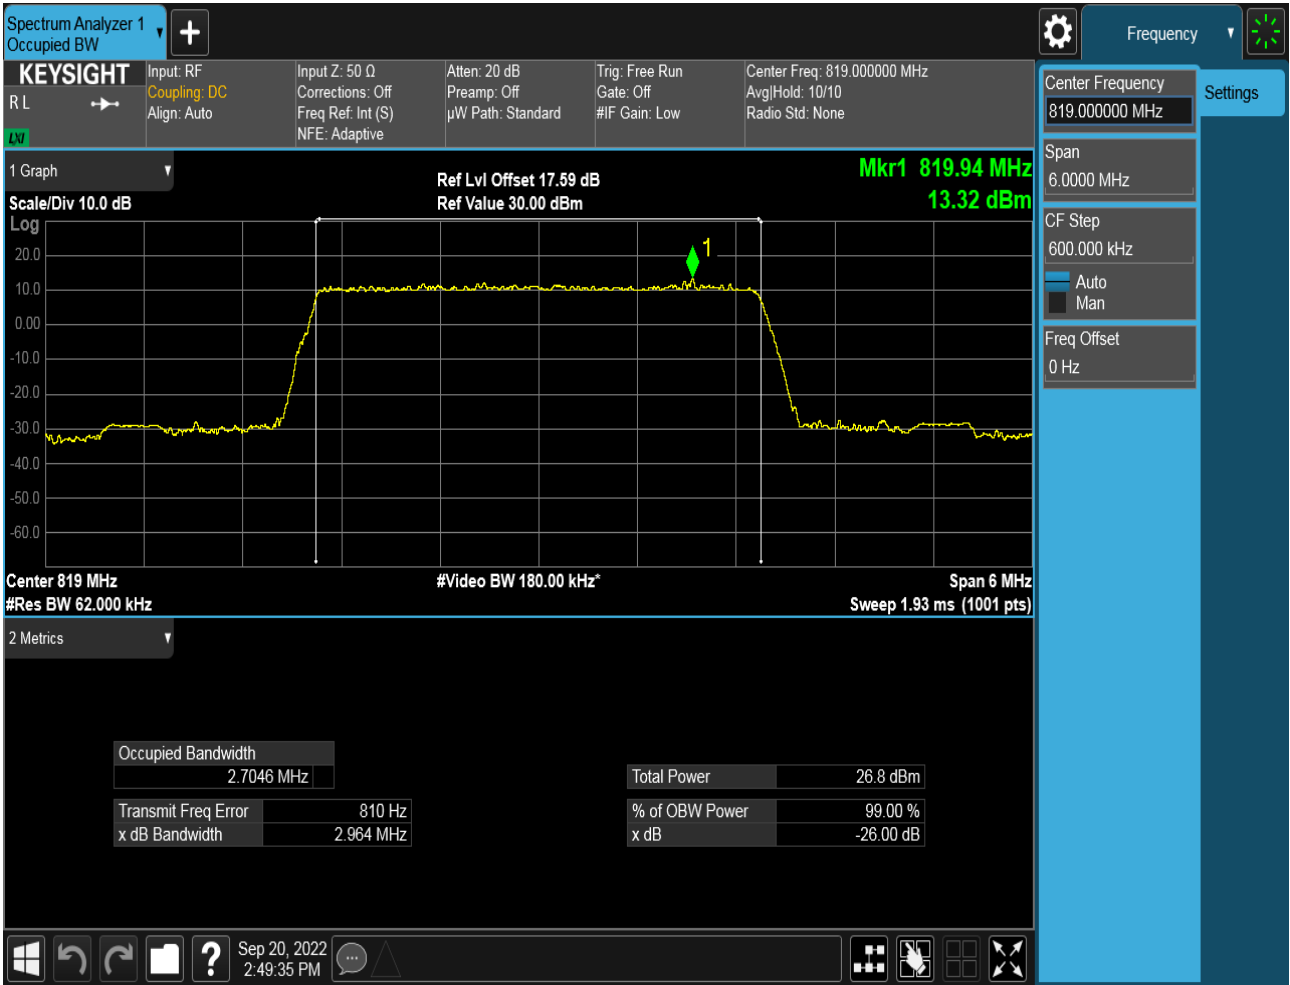 Spectrum Analyzer 1
Occupied BW
Frequency
KEYSIGHT
R L
LXI
Input: RF
Coupling: DC
Align: Auto
Input Z: 50 Ω
Corrections: Off
Freq Ref: Int (S)
NFE: Adaptive
Atten: 20 dB
Preamp: Off
µW Path: Standard
Trig: Free Run
Gate: Off
#IF Gain: Low
Center Freq: 819.000000 MHz
Avg|Hold: 10/10
Radio Std: None
Center Frequency
819.000000 MHz
Settings
Span
6.0000 MHz
CF Step
600.000 kHz
Auto
Man
Freq Offset
0 Hz
1 Graph
Scale/Div 10.0 dB
Ref Lvl Offset 17.59 dB
Ref Value 30.00 dBm
Mkr1 819.94 MHz
13.32 dBm
Log
1
20.0
10.0
0.00
-10.0
-20.0
-30.0
-40.0
-50.0
-60.0
Center 819 MHz
#Video BW 180.00 kHz*
Span 6 MHz
#Res BW 62.000 kHz
Sweep 1.93 ms (1001 pts)
2 Metrics
Occupied Bandwidth
2.7046 MHz
Total Power 26.8 dBm
Transmit Freq Error 810 Hz
% of OBW Power 99.00 %
x dB Bandwidth 2.964 MHz
x dB -26.00 dB
?
Sep 20, 2022
2:49:35 PM